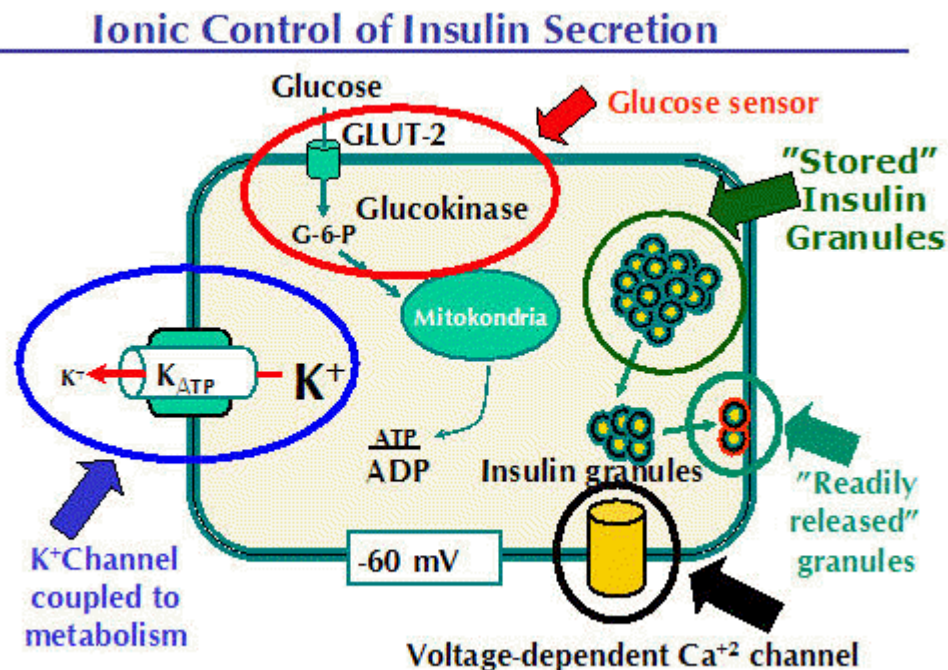 Ionic Control of Insulin Secretion
Glucose
Glucose sensor
GLUT-2
Glucokinase
G-6-P
Mitokondria
"Stored"
Insulin
Granules
K⁺
K_ATP
K⁺
ATP
ADP
Insulin granules
"Readily
released"
granules
-60 mV
K⁺Channel
coupled to
metabolism
Voltage-dependent Ca⁺² channel